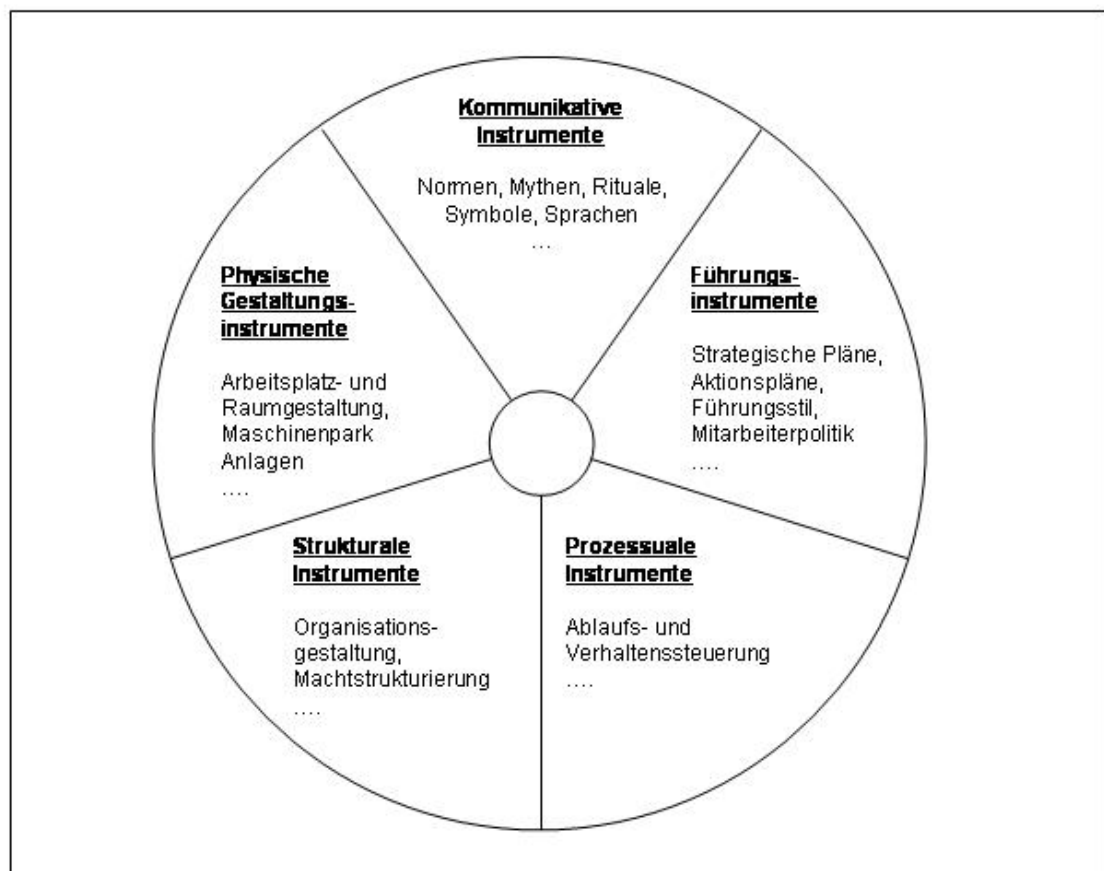 Kommunikative
Instrumente
Normen, Mythen, Rituale,
Symbole, Sprachen
...
Führungs-
instrumente
Strategische Pläne,
Aktionspläne,
Führungsstil,
Mitarbeiterpolitik
....
Prozessuale
Instrumente
Ablaufs- und
Verhaltenssteuerung
....
Strukturale
Instrumente
Organisations-
gestaltung,
Machtstrukturierung
....
Physische
Gestaltungs-
instrumente
Arbeitsplatz- und
Raumgestaltung,
Maschinenpark
Anlagen
....